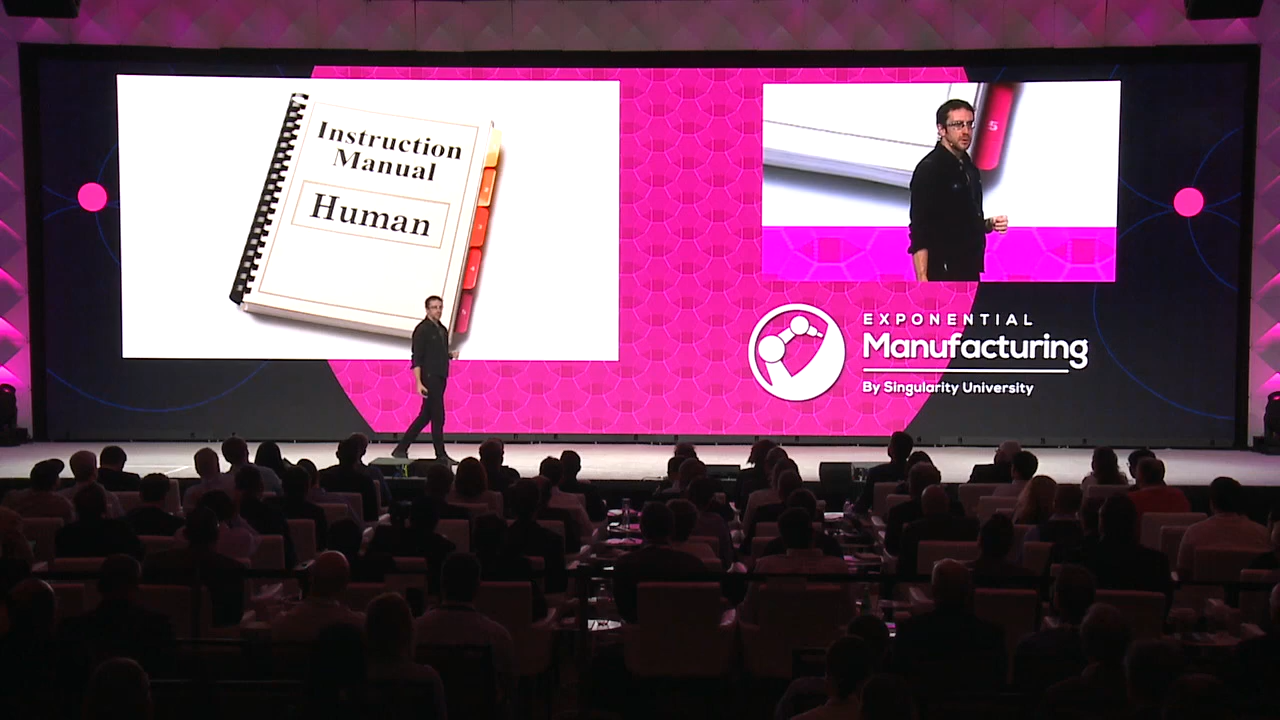 Instruction
Manual
Human
5
EXPONENTIAL
Manufacturing
By Singularity University